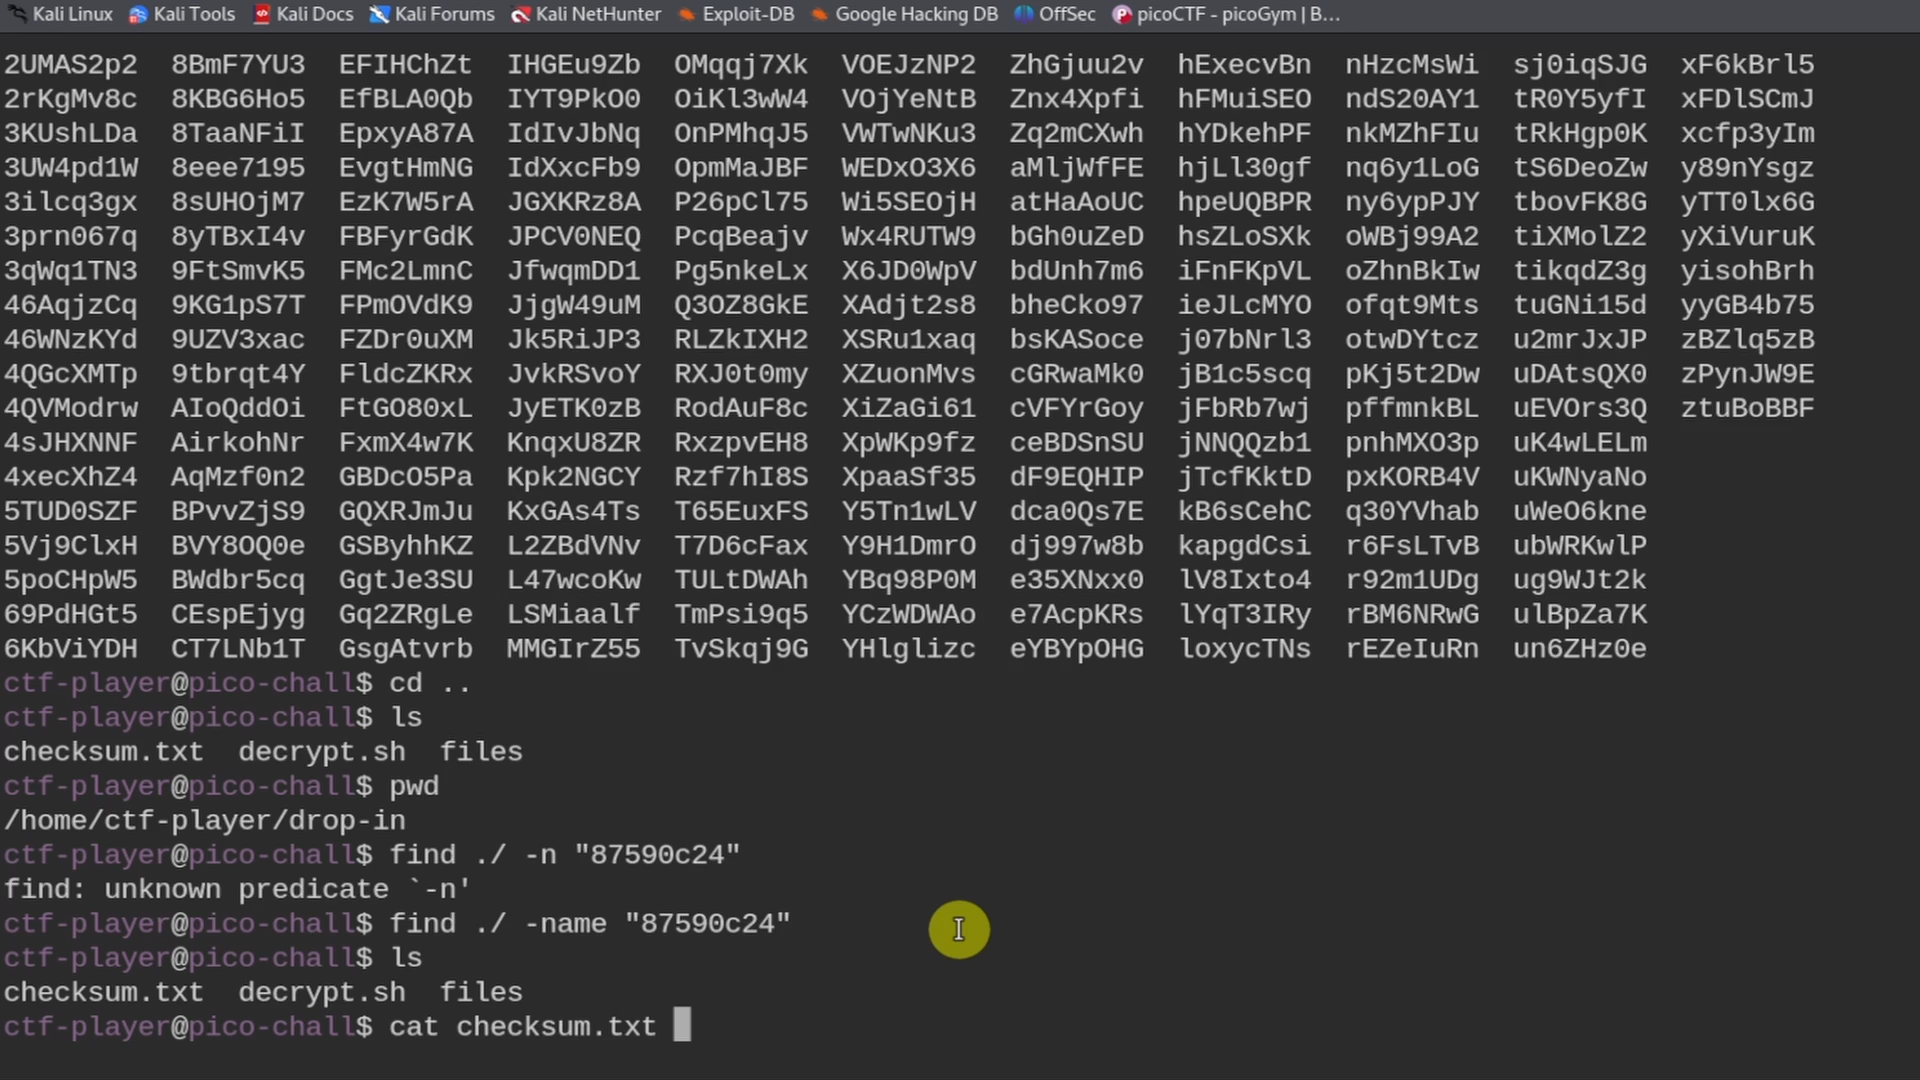 Kali Linux Kali Tools Kali Docs Kali Forums Kali NetHunter Exploit-DB Google Hacking DB OffSec picoCTF - picoGym | B...
2UMAS2p2 8BmF7YU3 EFIHChZt IHGEu9Zb OMqqj7Xk VOEJzNP2 ZhGjuu2v hExecvBn nHzcMsWi sj0iqSJG xF6kBrl5
2rKgMv8c 8KBG6Ho5 EfBLA0Qb IYT9PkO0 OiKl3wW4 VOjYeNtB Znx4Xpfi hFMuiSEO ndS20AY1 tR0Y5yfI xFDlSCmJ
3KUshLDa 8TaaNFiI EpxyA87A IdIvJbNq OnPMhqJ5 VWTwNKu3 Zq2mCXwh hYDkehPF nkMZhFIu tRkHgp0K xcfp3yIm
3UW4pd1W 8eee7195 EvgtHmNG IdXxcFb9 OpmMaJBF WEDxO3X6 aMljWfFE hjLl30gf nq6y1LoG tS6DeoZw y89nYsgz
3ilcq3gx 8sUHOjM7 EzK7W5rA JGXKRz8A P26pCl75 Wi5SEOjH atHaAoUC hpeUQBPR ny6ypPJY tbovFK8G yTT0lx6G
3prn067q 8yTBxI4v FBFyrGdK JPCV0NEQ PcqBeajv Wx4RUTW9 bGh0uZeD hsZLoSXk oWBj99A2 tiXMolZ2 yXiVuruK
3qWq1TN3 9FtSmvK5 FMc2LmnC JfwqmDD1 Pg5nkeLx X6JD0WpV bdUnh7m6 iFnFKpVL oZhnBkIw tikqdZ3g yisohBrh
46AqjzCq 9KG1pS7T FPmOVdK9 JjgW49uM Q3OZ8GkE XAdjt2s8 bheCko97 ieJLcMYO ofqt9Mts tuGNi15d yyGB4b75
46WNzKYd 9UZV3xac FZDr0uXM Jk5RiJP3 RLZkIXH2 XSRu1xaq bsKASoce j07bNrl3 otwDYtcz u2mrJxJP zBZlq5zB
4QGcXMTp 9tbrqt4Y FldcZKRx JvkRSvoY RXJ0t0my XZuonMvs cGRwaMk0 jB1c5scq pKj5t2Dw uDAtsQX0 zPynJW9E
4QVModrw AIoQddOi FtGO80xL JyETK0zB RodAuF8c XiZaGi61 cVFYrGoy jFbRb7wj pffmnkBL uEVOrs3Q ztuBoBBF
4sJHXNNF AirkohNr FxmX4w7K KnqxU8ZR RxzpvEH8 XpWKp9fz ceBDSnSU jNNQQzb1 pnhMXO3p uK4wLELm
4xecXhZ4 AqMzf0n2 GBDcO5Pa Kpk2NGCY Rzf7hI8S XpaaSf35 dF9EQHIP jTcfKktD pxKORB4V uKWNyaNo
5TUD0SZF BPvvZjS9 GQXRJmJu KxGAs4Ts T65EuxFS Y5Tn1wLV dca0Qs7E kB6sCehC q30YVhab uWeO6kne
5Vj9ClxH BVY8OQ0e GSByhhKZ L2ZBdVNv T7D6cFax Y9H1DmrO dj997w8b kapgdCsi r6FsLTvB ubWRKwlP
5poCHpW5 BWdbr5cq GgtJe3SU L47wcoKw TULtDWAh YBq98P0M e35XNxx0 lV8Ixto4 r92m1UDg ug9WJt2k
69PdHGt5 CEspEjyg Gq2ZRgLe LSMiaalf TmPsi9q5 YCzWDWAo e7AcpKRs lYqT3IRy rBM6NRwG ulBpZa7K
6KbViYDH CT7LNb1T GsgAtvrb MMGIrZ55 TvSkqj9G YHlglizc eYBYpOHG loxycTNs rEZeIuRn un6ZHz0e
ctf-player@pico-chall$ cd ..
ctf-player@pico-chall$ ls
checksum.txt decrypt.sh files
ctf-player@pico-chall$ pwd
/home/ctf-player/drop-in
ctf-player@pico-chall$ find ./ -n "87590c24"
find: unknown predicate `-n'
ctf-player@pico-chall$ find ./ -name "87590c24"
ctf-player@pico-chall$ ls
checksum.txt decrypt.sh files
ctf-player@pico-chall$ cat checksum.txt